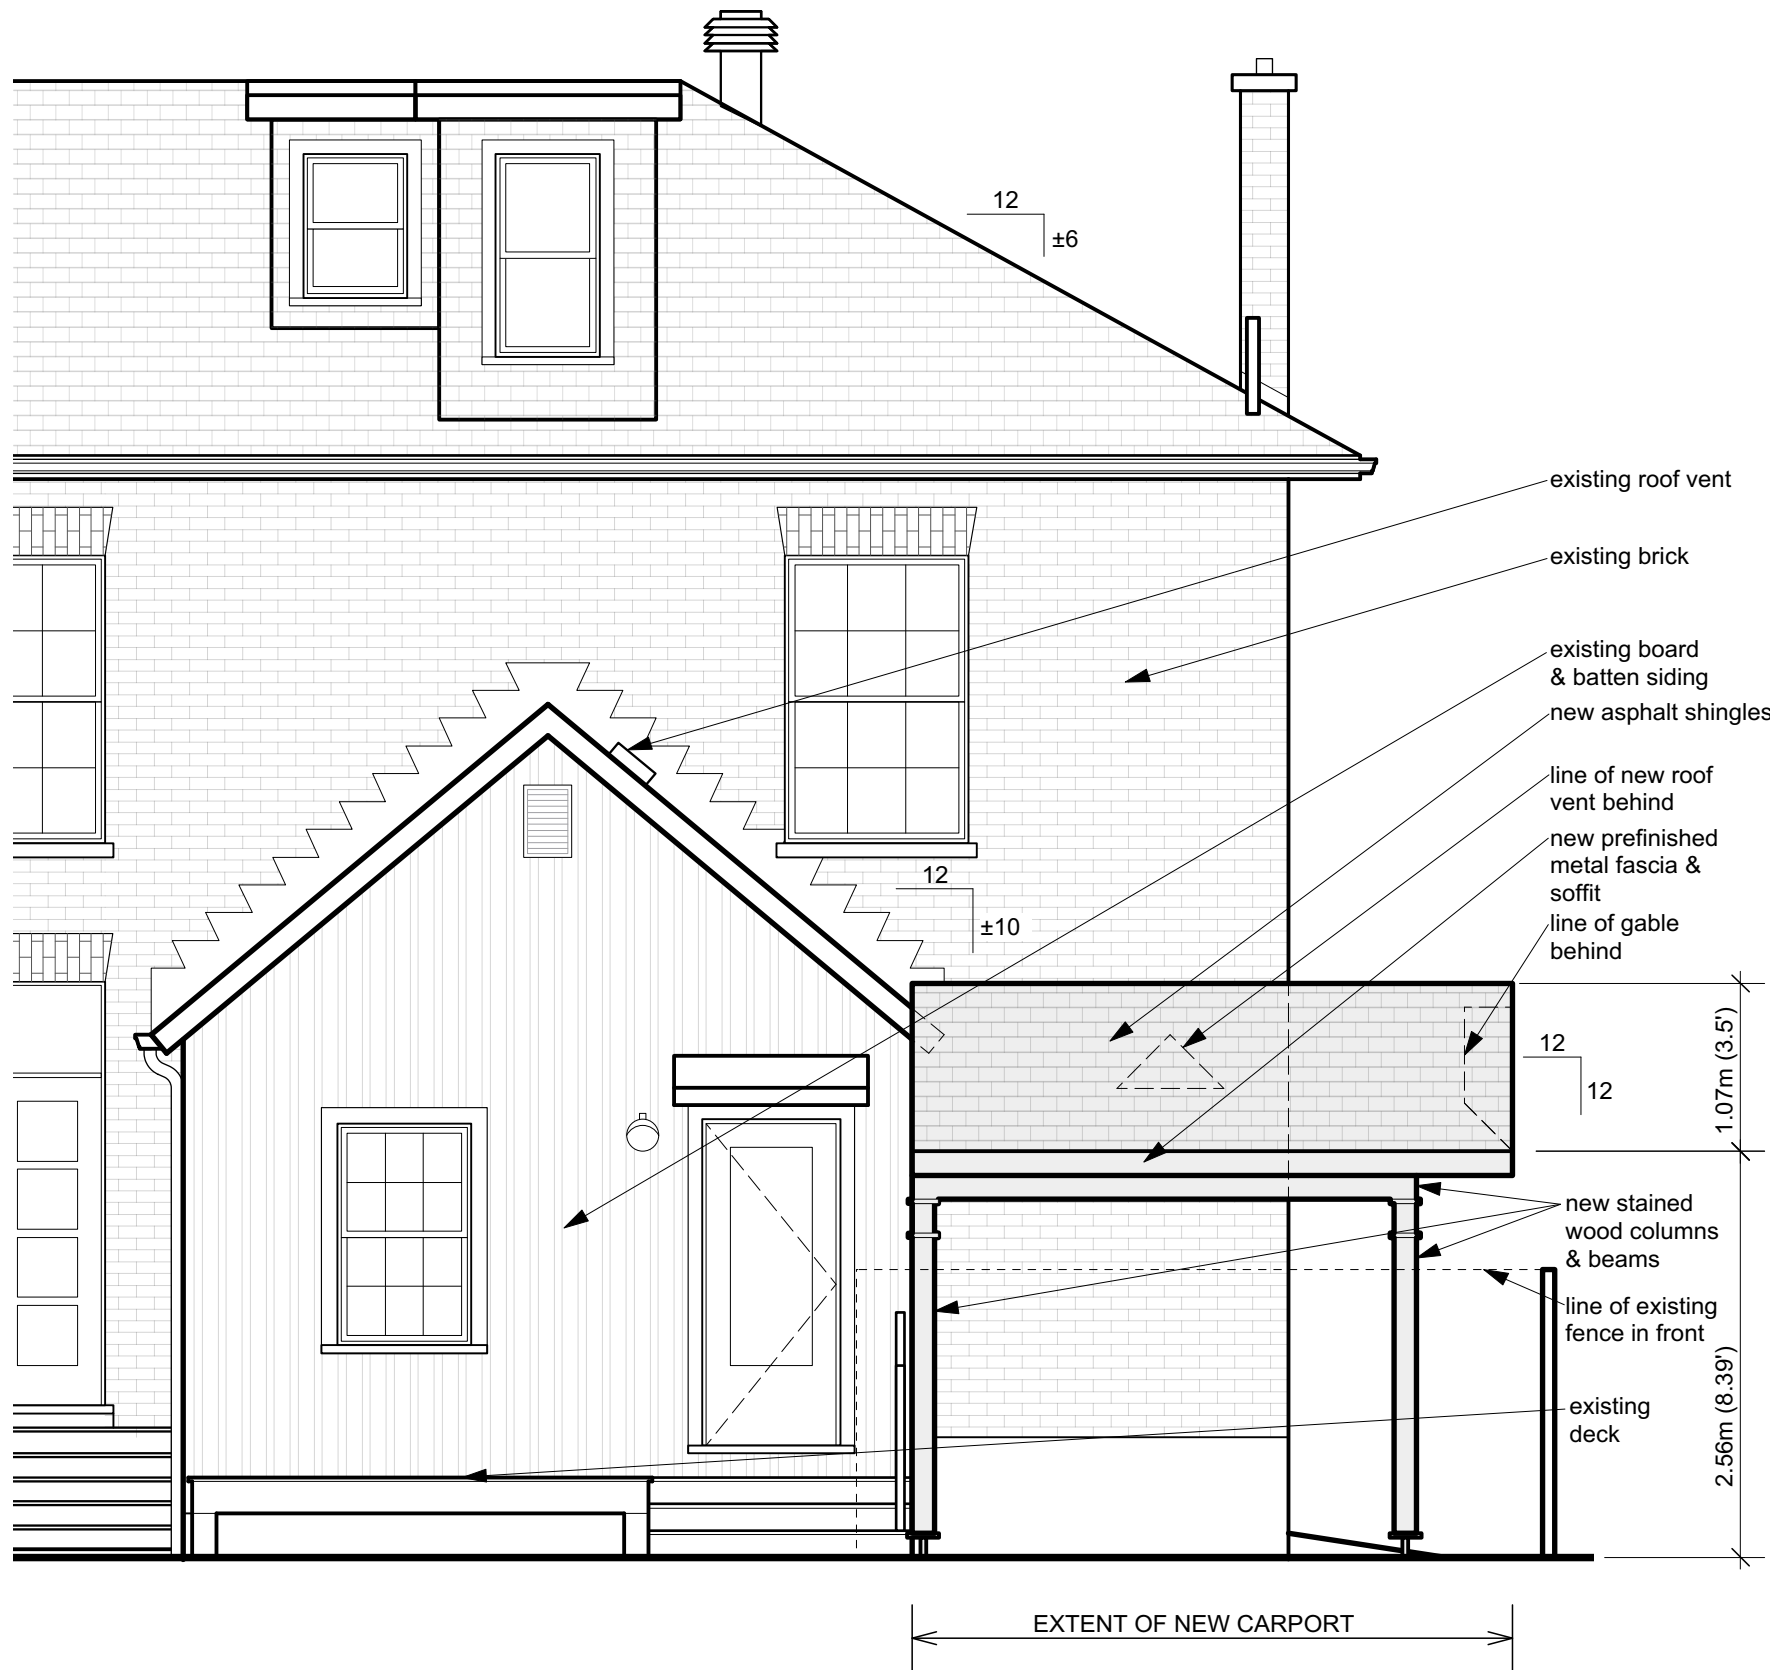 12
±6
existing roof vent
existing brick
existing board
& batten siding
new asphalt shingles
line of new roof
vent behind
new prefinished
metal fascia &
soffit
line of gable
behind
12
±10
12
12
1.07m (3.5')
new stained
wood columns
& beams
line of existing
fence in front
existing
deck
2.56m (8.39')
EXTENT OF NEW CARPORT